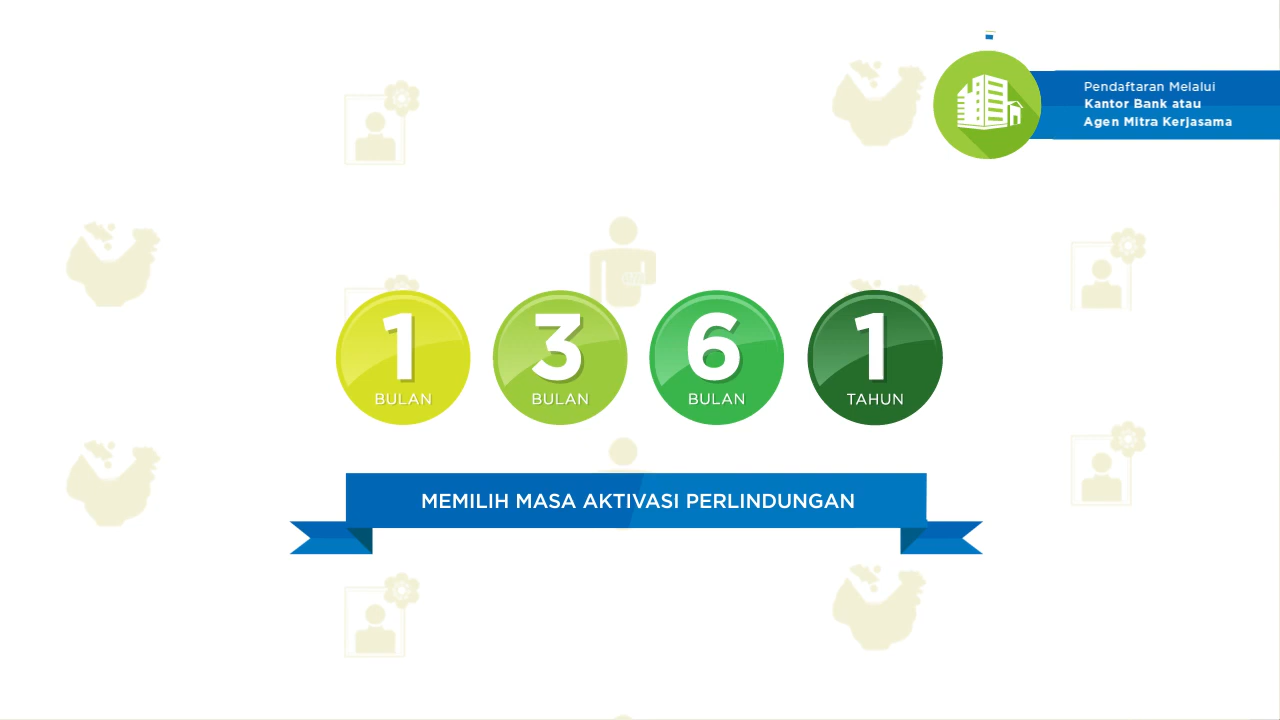 Pendaftaran Melalui
Kantor Bank atau
Agen Mitra Kerjasama
1
BULAN
3
BULAN
6
BULAN
1
TAHUN
MEMILIH MASA AKTIVASI PERLINDUNGAN